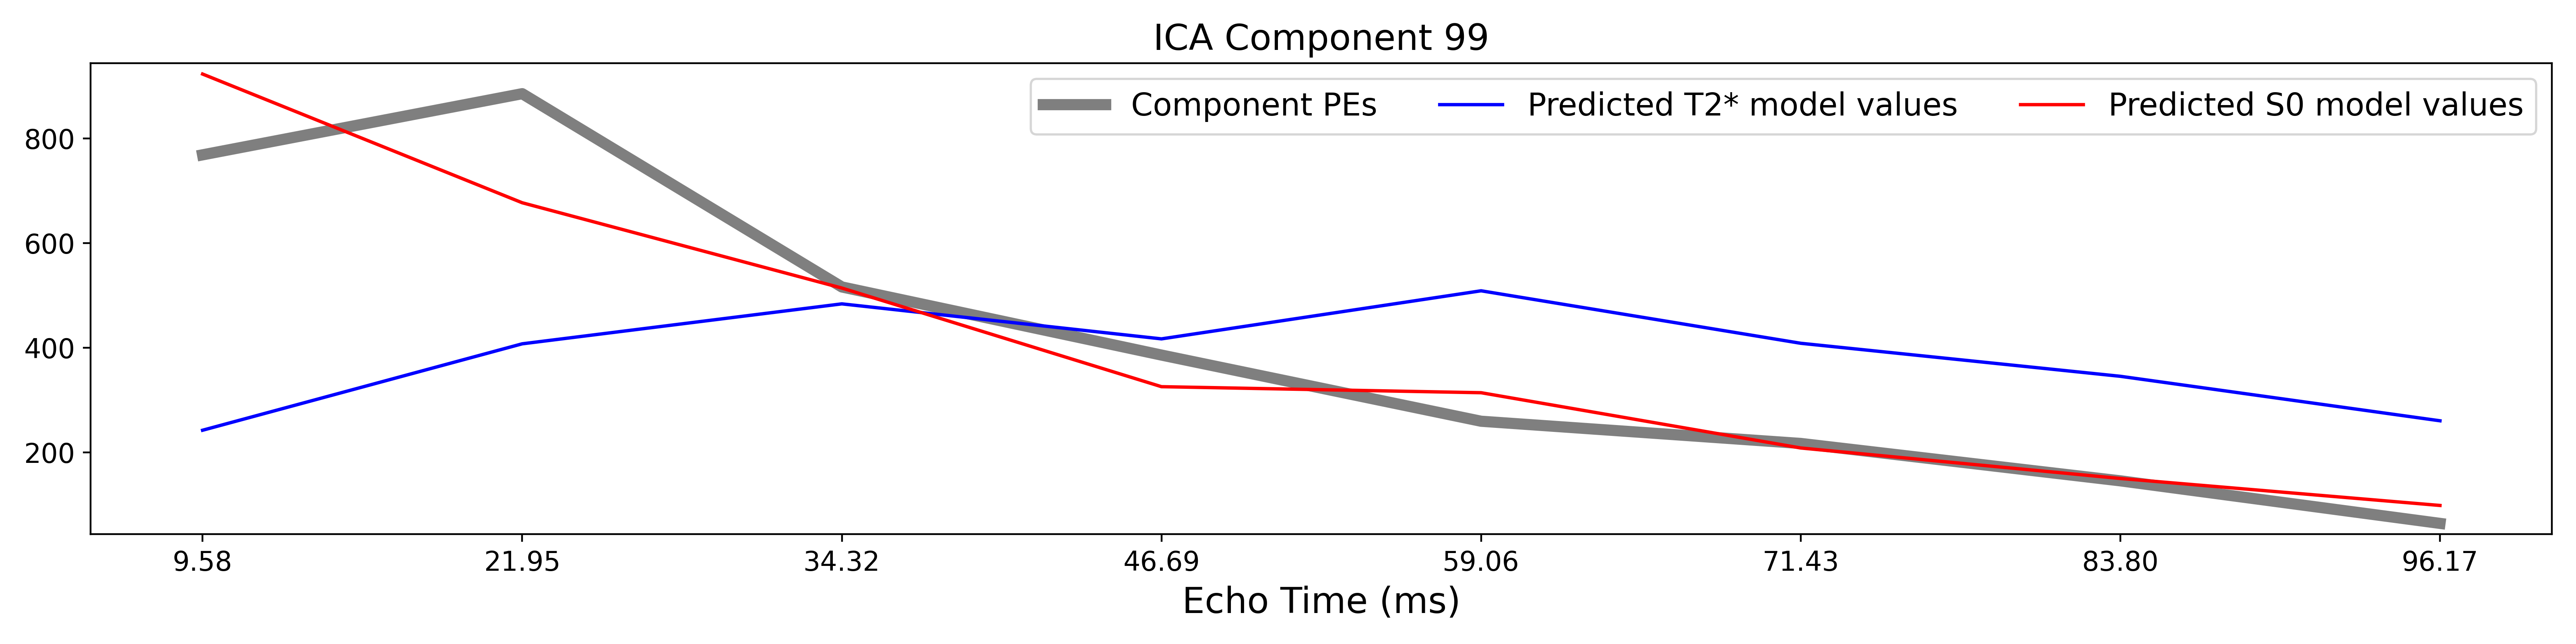 ICA Component 99
Component PEs Predicted T2* model values Predicted S0 model values
800
600
400
200
9.58 21.95 34.32 46.69 59.06 71.43 83.80 96.17
Echo Time (ms)